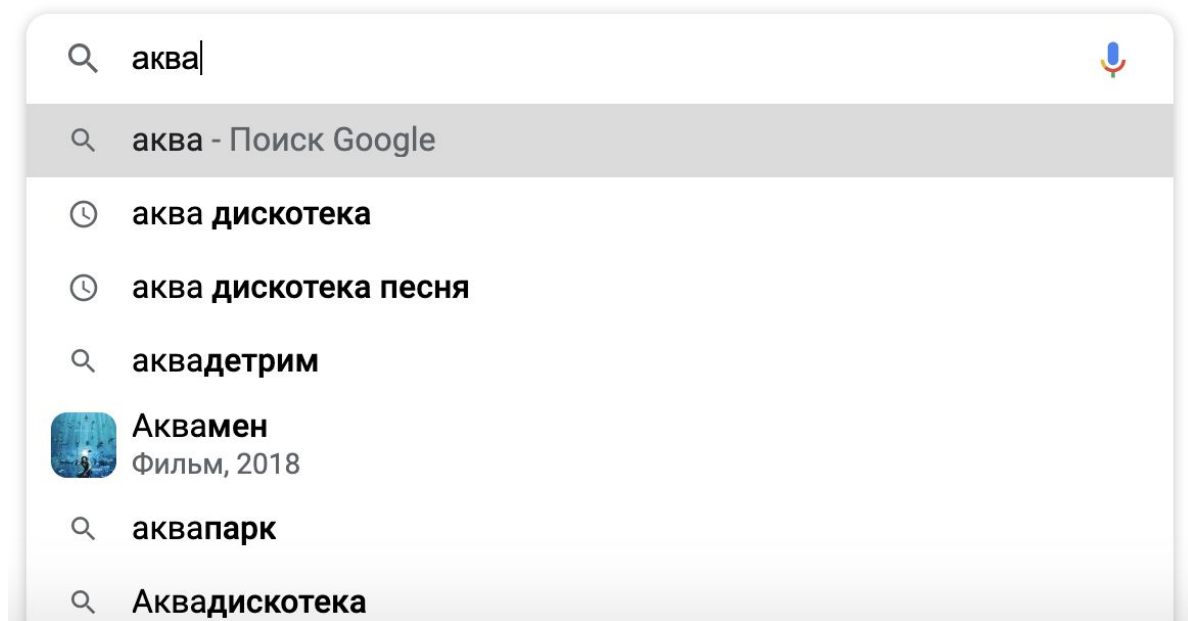 аква
аква - Поиск Google
аква дискотека
аква дискотека песня
аквадетрим
Аквамен
Фильм, 2018
аквапарк
Аквадискотека